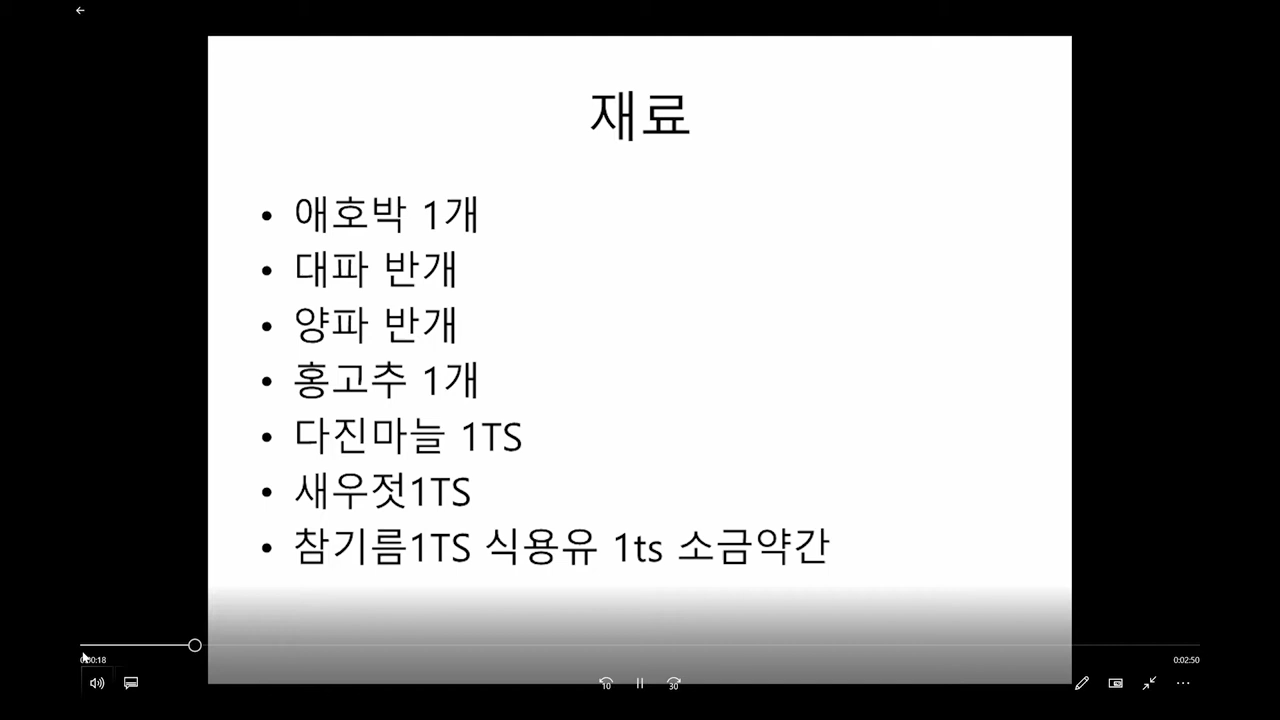 재료
• 애호박 1개
• 대파 반개
• 양파 반개
• 홍고추 1개
• 다진마늘 1TS
• 새우젓1TS
• 참기름1TS 식용유 1ts 소금약간
0:00:18
0:02:50
10
30